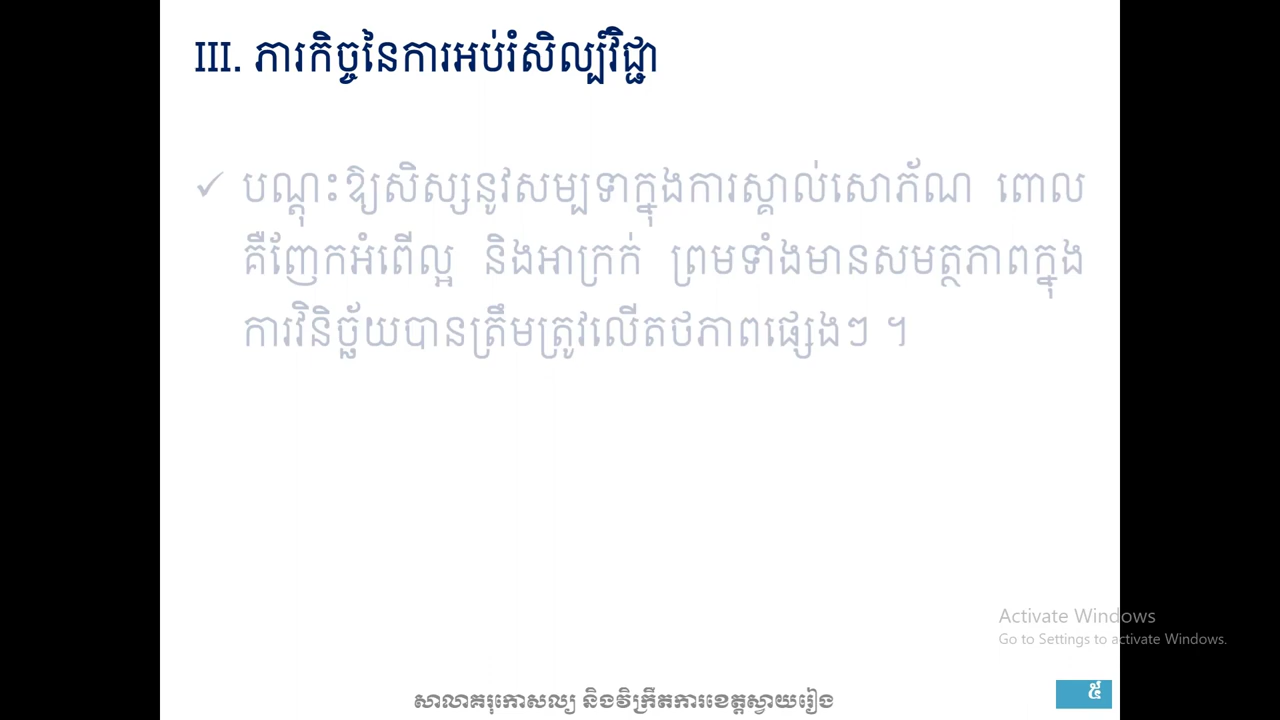 III. ភារកិច្ចនៃការអប់រំសិល្ប៍វិជ្ជា
✓ បណ្ដុះឱ្យសិស្សនូវសម្បទាក្នុងការស្គាល់សោភ័ណ ពោល
គឺញែកអំពើល្អ និងអាក្រក់ ព្រមទាំងមានសមត្ថភាពក្នុង
ការវិនិច្ឆ័យបានត្រឹមត្រូវលើតថភាពផ្សេងៗ ។
Activate Windows
Go to Settings to activate Windows.
សាលាគរុកោសល្យ និងវិក្រឹតការខេត្តស្វាយរៀង
៥